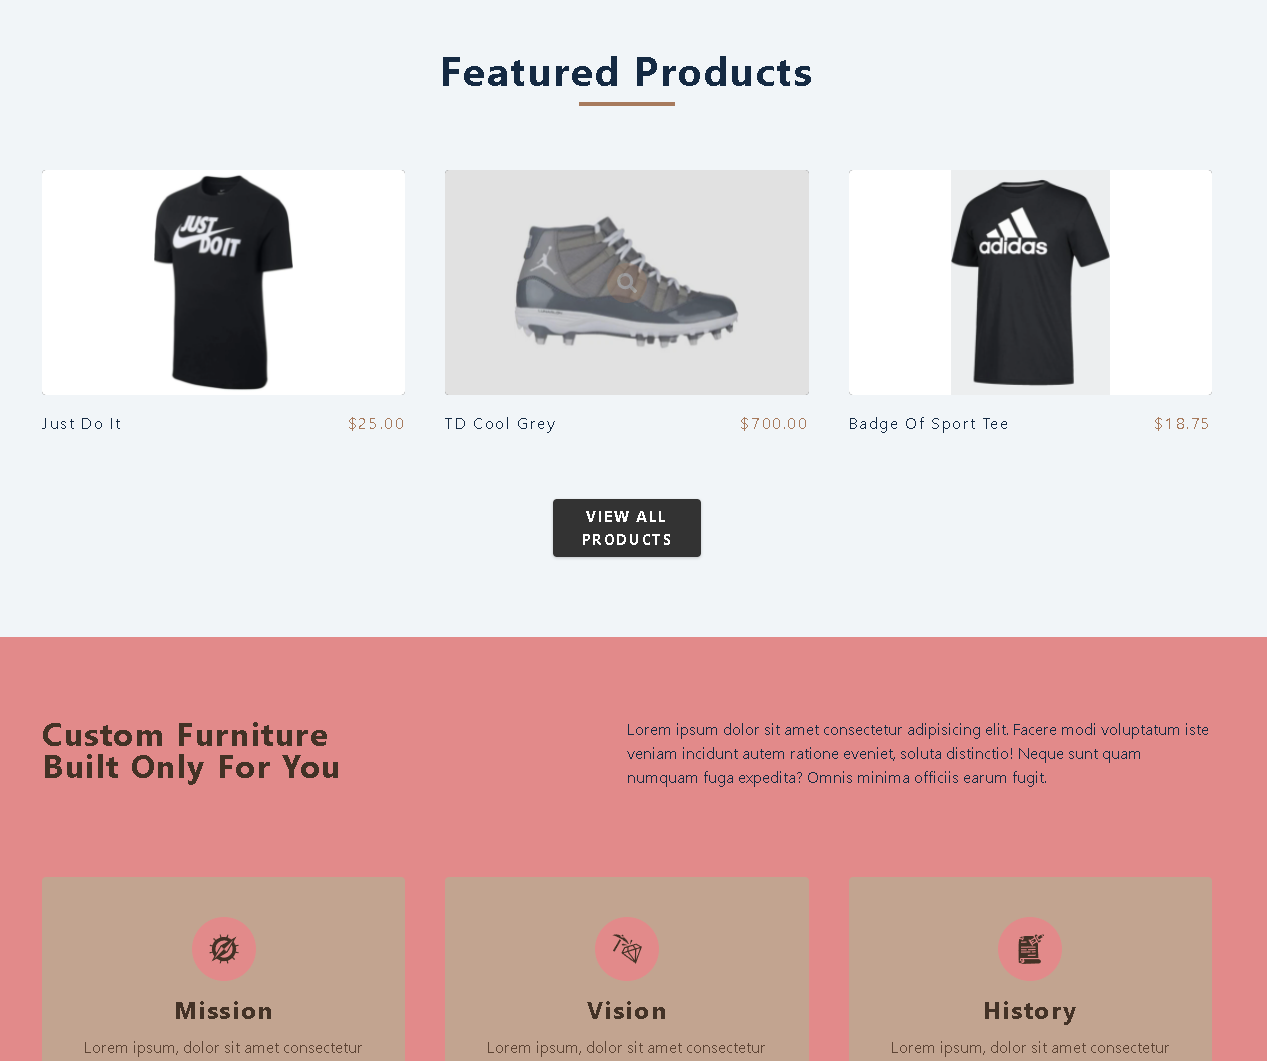 Featured Products
JUST
DO IT
adidas
Just Do It
$25.00
TD Cool Grey
$700.00
Badge Of Sport Tee
$18.75
VIEW ALL
PRODUCTS
Custom Furniture
Built Only For You
Lorem ipsum dolor sit amet consectetur adipisicing elit. Facere modi voluptatum iste
veniam incidunt autem ratione eveniet, soluta distinctio! Neque sunt quam
numquam fuga expedita? Omnis minima officiis earum fugit.
Mission
Lorem ipsum, dolor sit amet consectetur
Vision
Lorem ipsum, dolor sit amet consectetur
History
Lorem ipsum, dolor sit amet consectetur